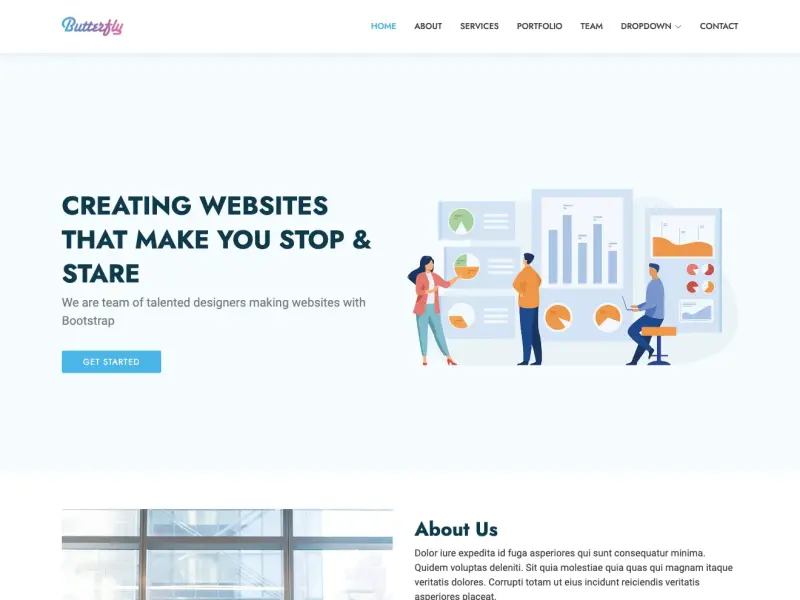 Butterfly
HOME ABOUT SERVICES PORTFOLIO TEAM DROPDOWN CONTACT
CREATING WEBSITES
THAT MAKE YOU STOP &
STARE
We are team of talented designers making websites with
Bootstrap
GET STARTED
About Us
Dolor iure expedita id fuga asperiores qui sunt consequatur minima.
Quidem voluptas deleniti. Sit quia molestiae quia quas qui magnam itaque
veritatis dolores. Corrupti totam ut eius incidunt reiciendis veritatis
asperiores placeat.